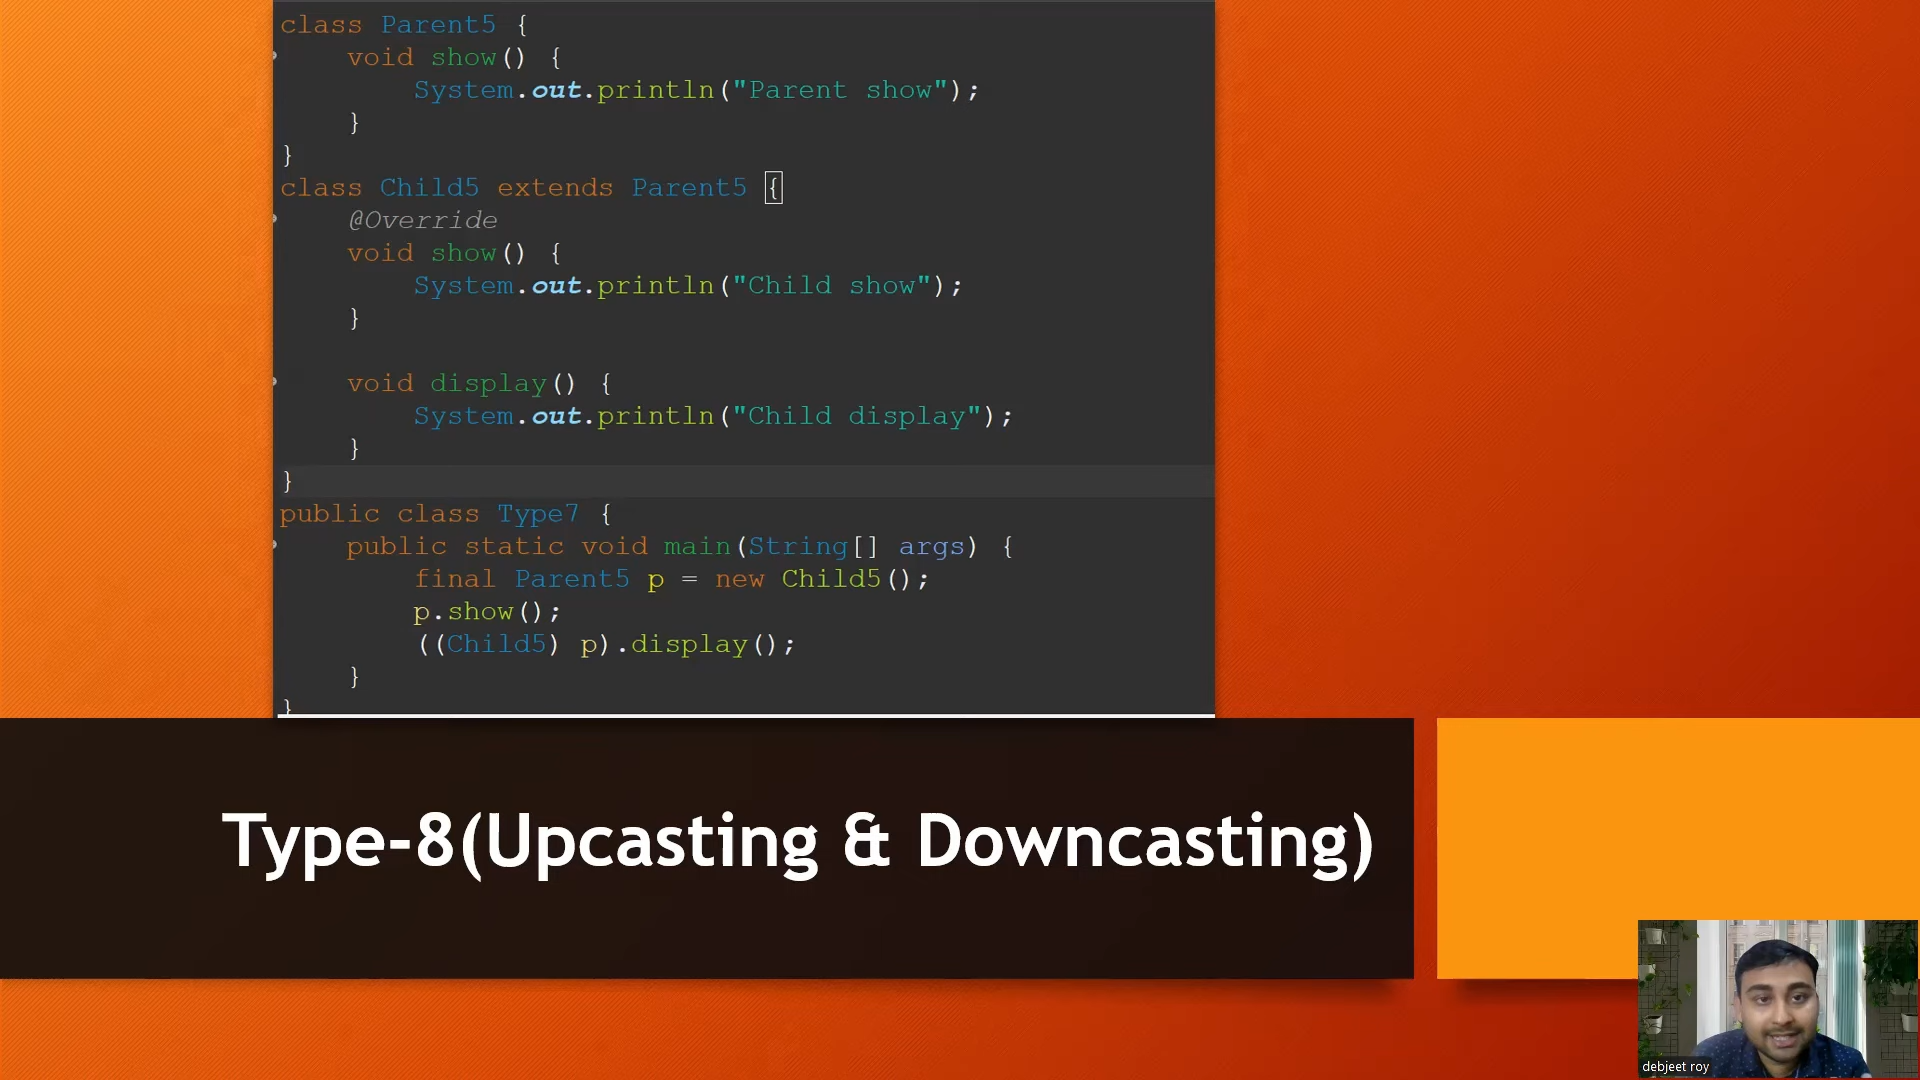 class Parent5 {
void show() {
System.out.println("Parent show");
}
}
class Child5 extends Parent5 {
@Override
void show() {
System.out.println("Child show");
}
void display() {
System.out.println("Child display");
}
}
public class Type7 {
public static void main(String[] args) {
final Parent5 p = new Child5();
p.show();
((Child5) p).display();
}
}
Type-8(Upcasting & Downcasting)
debjeet roy